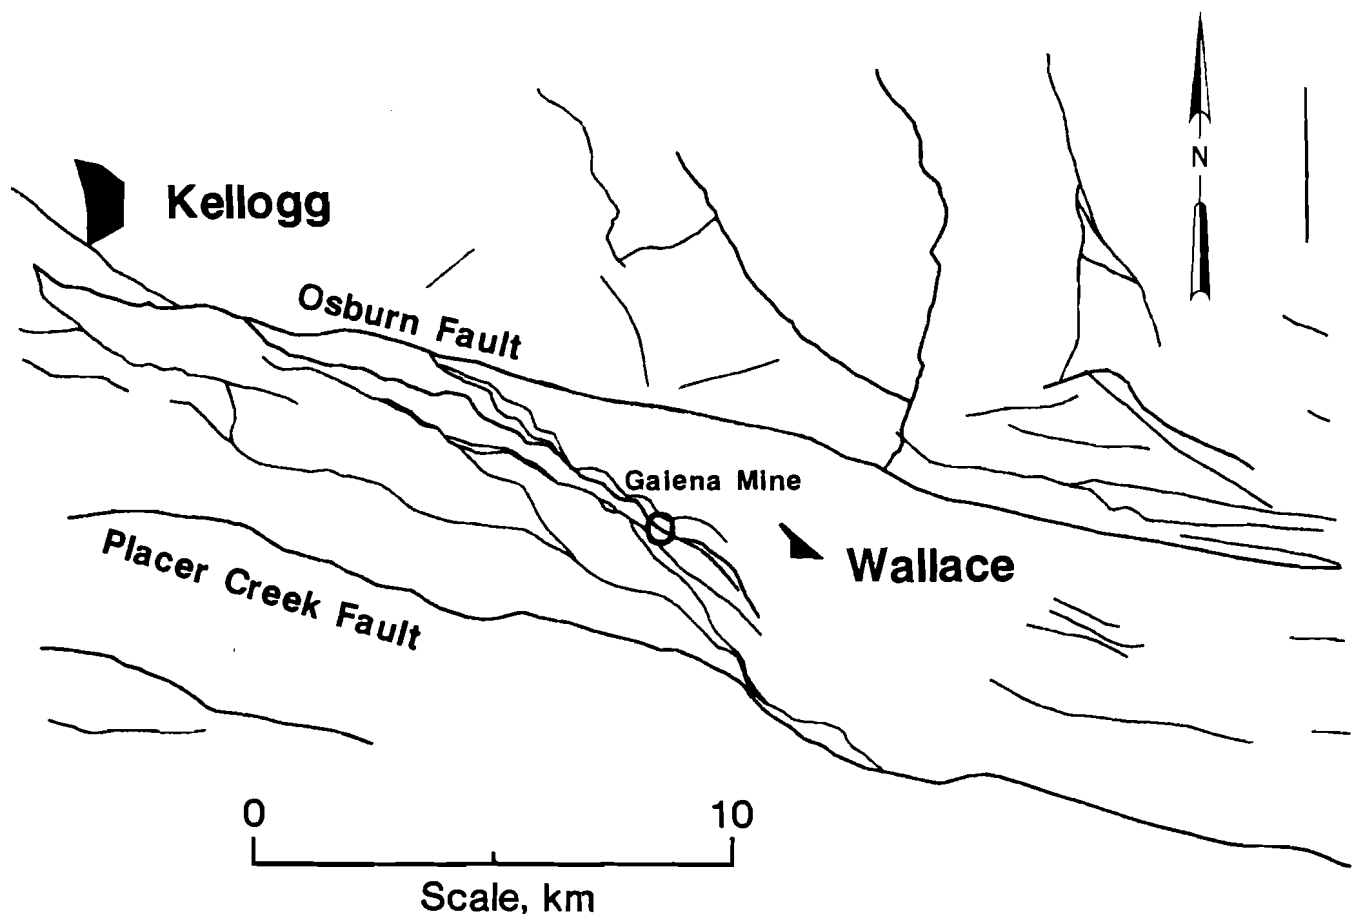 N
Kellogg
Osburn Fault
Galena Mine
Wallace
Placer Creek Fault
0 10
Scale, km